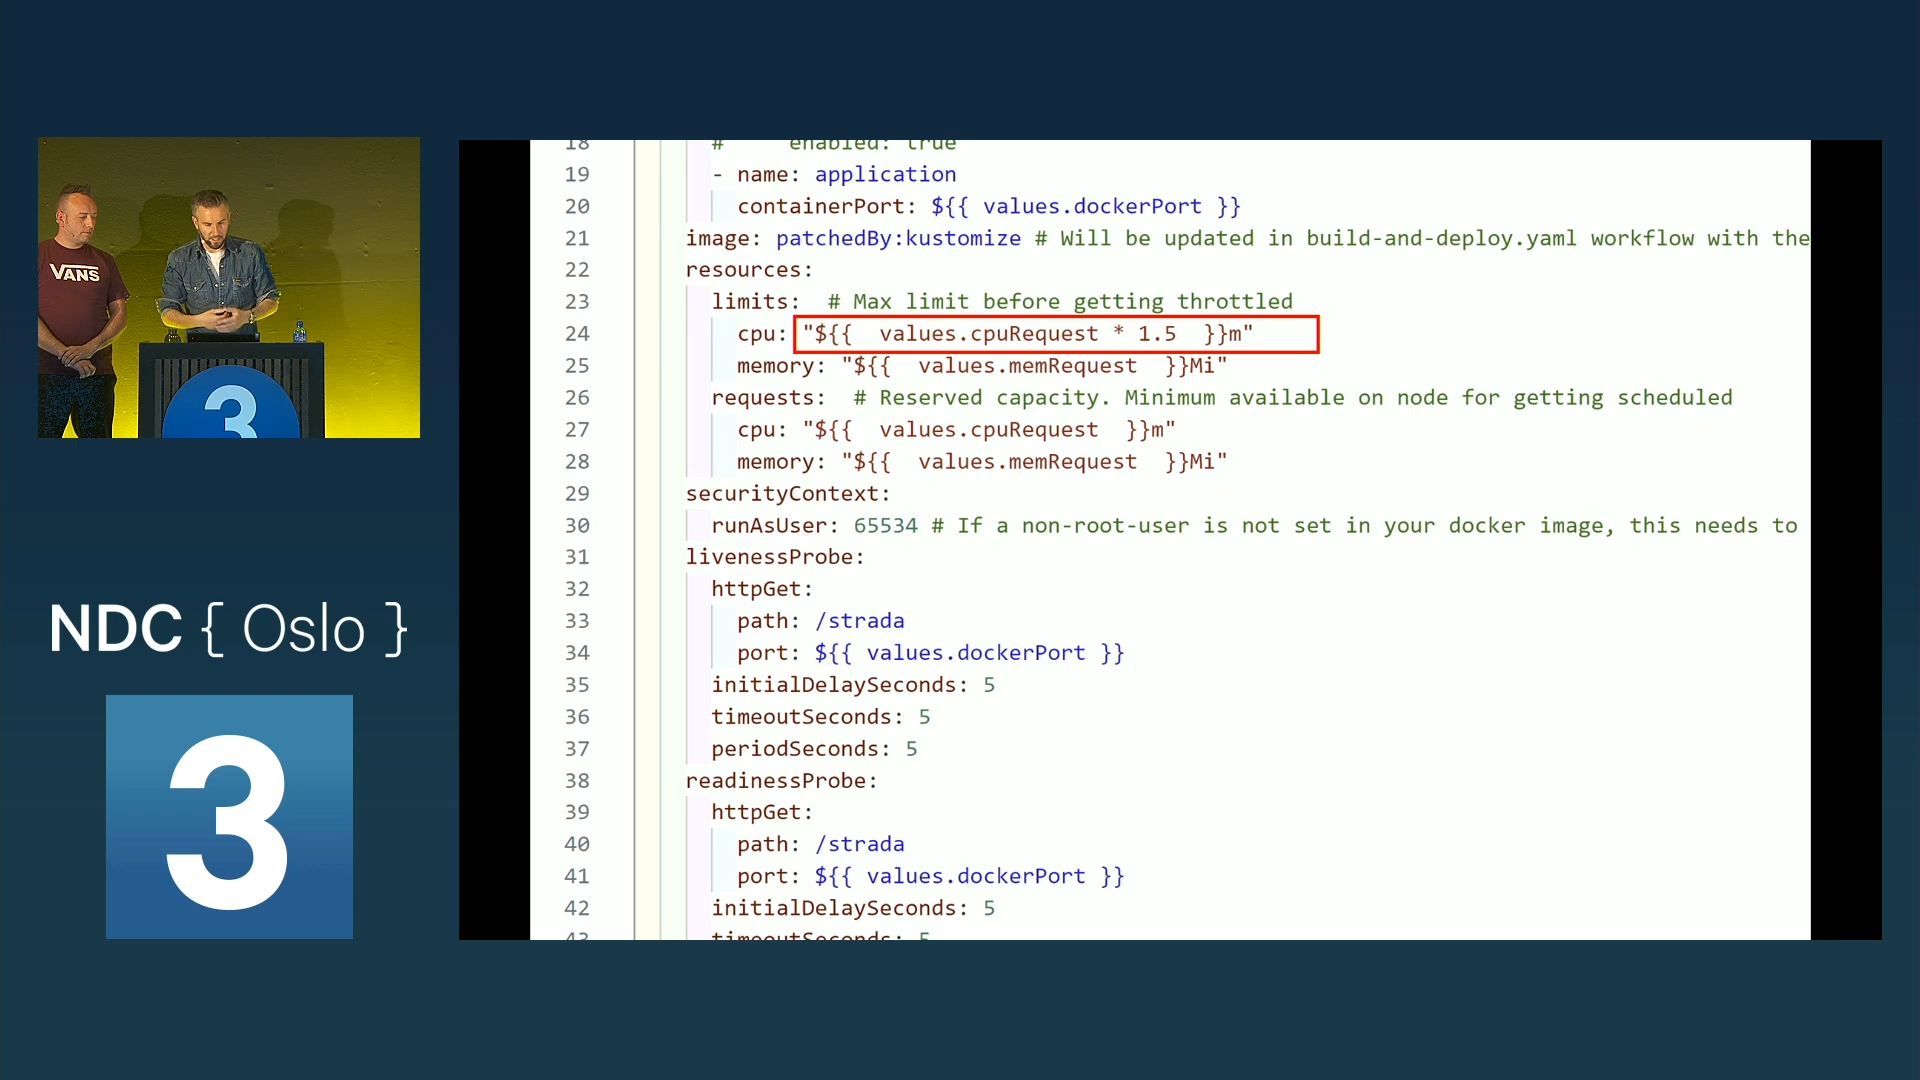 VANS
3
NDC { Oslo }
3
18 # enabled: true
19 - name: application
20 containerPort: ${{ values.dockerPort }}
21 image: patchedBy:kustomize # Will be updated in build-and-deploy.yaml workflow with the
22 resources:
23 limits: # Max limit before getting throttled
24 cpu: "${{  values.cpuRequest * 1.5  }}m"
25 memory: "${{  values.memRequest  }}Mi"
26 requests: # Reserved capacity. Minimum available on node for getting scheduled
27 cpu: "${{  values.cpuRequest  }}m"
28 memory: "${{  values.memRequest  }}Mi"
29 securityContext:
30 runAsUser: 65534 # If a non-root-user is not set in your docker image, this needs to
31 livenessProbe:
32 httpGet:
33 path: /strada
34 port: ${{ values.dockerPort }}
35 initialDelaySeconds: 5
36 timeoutSeconds: 5
37 periodSeconds: 5
38 readinessProbe:
39 httpGet:
40 path: /strada
41 port: ${{ values.dockerPort }}
42 initialDelaySeconds: 5
43 timeoutSeconds: 5